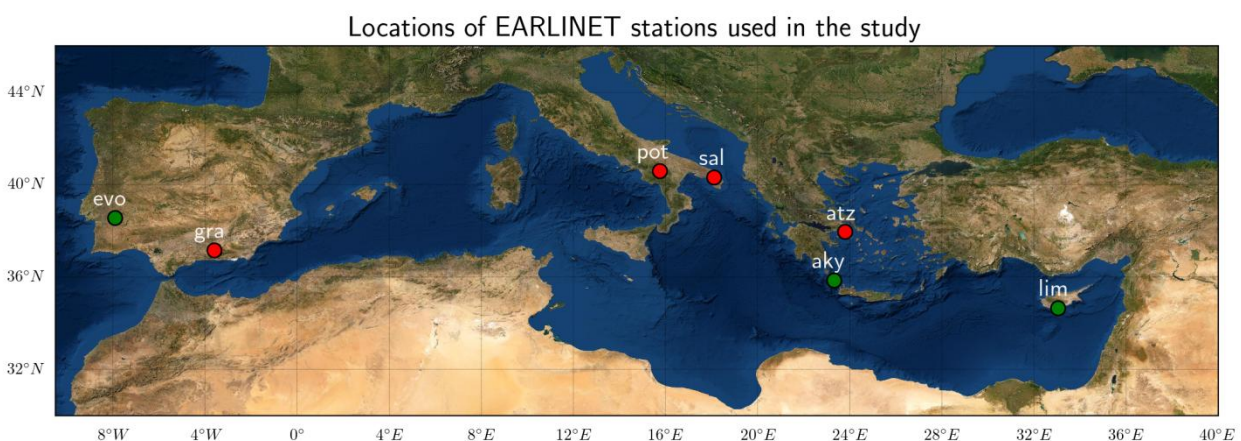 Locations of EARLINET stations used in the study
44°N
pot
sal
40°N
evo
gra
atz
aky
36°N
lim
32°N
8°W 4°W 0° 4°E 8°E 12°E 16°E 20°E 24°E 28°E 32°E 36°E 40°E